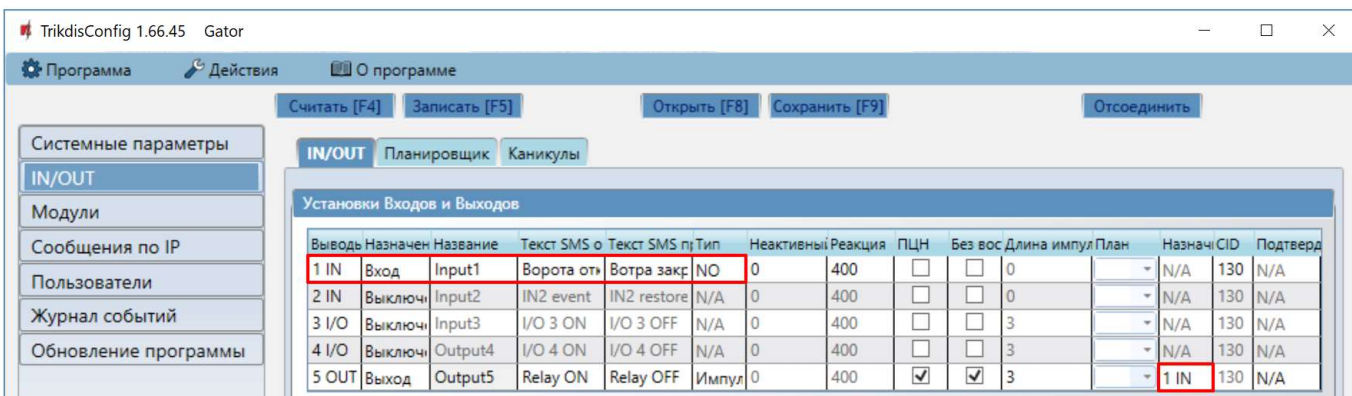 TrikdisConfig 1.66.45 Gator
Программа Действия О программе
Считать [F4] Записать [F5] Открыть [F8] Сохранить [F9] Отсоединить
Системные параметры
IN/OUT
Модули
Сообщения по IP
Пользователи
Журнал событий
Обновление программы
IN/OUT Планировщик Каникулы
Установки Входов и Выходов
Выводь Назначен Название Текст SMS о Текст SMS п Тип Неактивный Реакция ПЦН Без вос Длина импул План Назнач CID Подтверд
1 IN Вход Input1 Ворота отк Вотра закр NO 0 400 0 N/A 130 N/A
2 IN Выключ Input2 IN2 event IN2 restore N/A 0 400 0 N/A 130 N/A
3 I/O Выключ Input3 I/O 3 ON I/O 3 OFF N/A 0 400 3 N/A 130 N/A
4 I/O Выключ Output4 I/O 4 ON I/O 4 OFF N/A 0 400 3 N/A 130 N/A
5 OUT Выход Output5 Relay ON Relay OFF Импул 0 400 3 1 IN 130 N/A